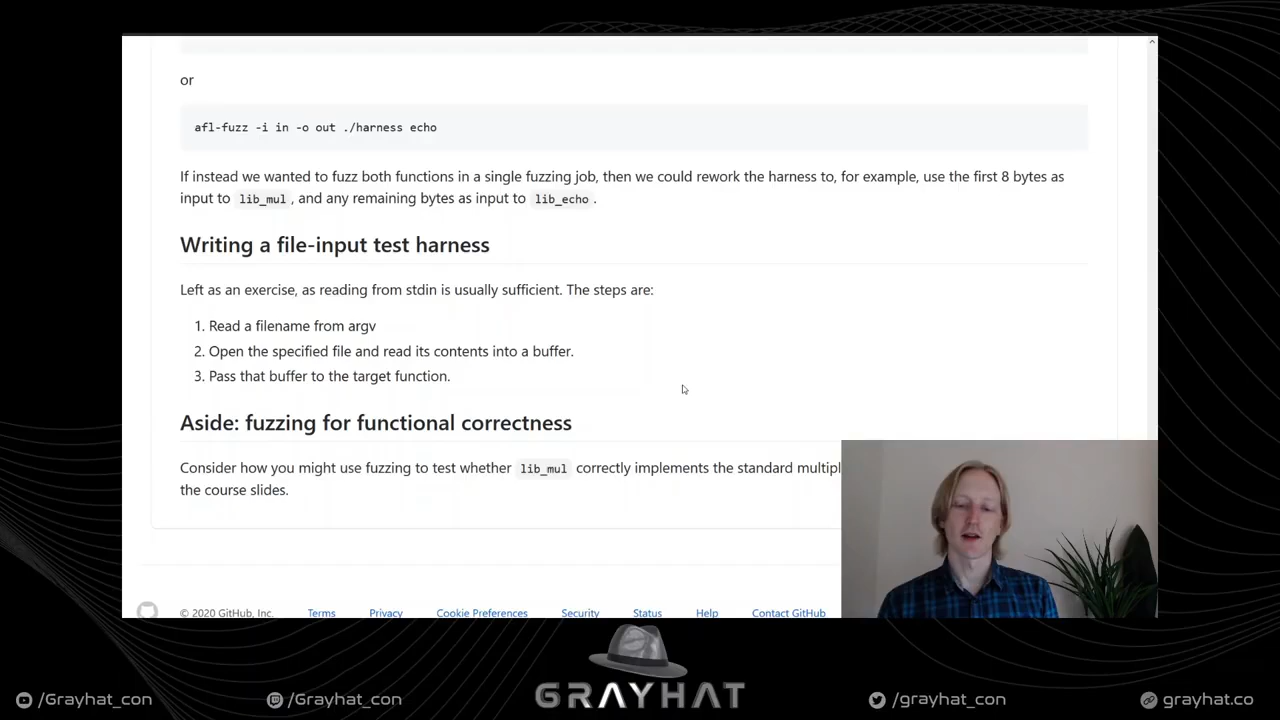 or
afl-fuzz -i in -o out ./harness echo
If instead we wanted to fuzz both functions in a single fuzzing job, then we could rework the harness to, for example, use the first 8 bytes as
input to lib_mul , and any remaining bytes as input to lib_echo .
Writing a file-input test harness
Left as an exercise, as reading from stdin is usually sufficient. The steps are:
1. Read a filename from argv
2. Open the specified file and read its contents into a buffer.
3. Pass that buffer to the target function.
Aside: fuzzing for functional correctness
Consider how you might use fuzzing to test whether lib_mul correctly implements the standard multipl
the course slides.
© 2020 GitHub, Inc. Terms Privacy Cookie Preferences Security Status Help Contact GitHub
GRAYHAT
/Grayhat_con /Grayhat_con /grayhat_con grayhat.co